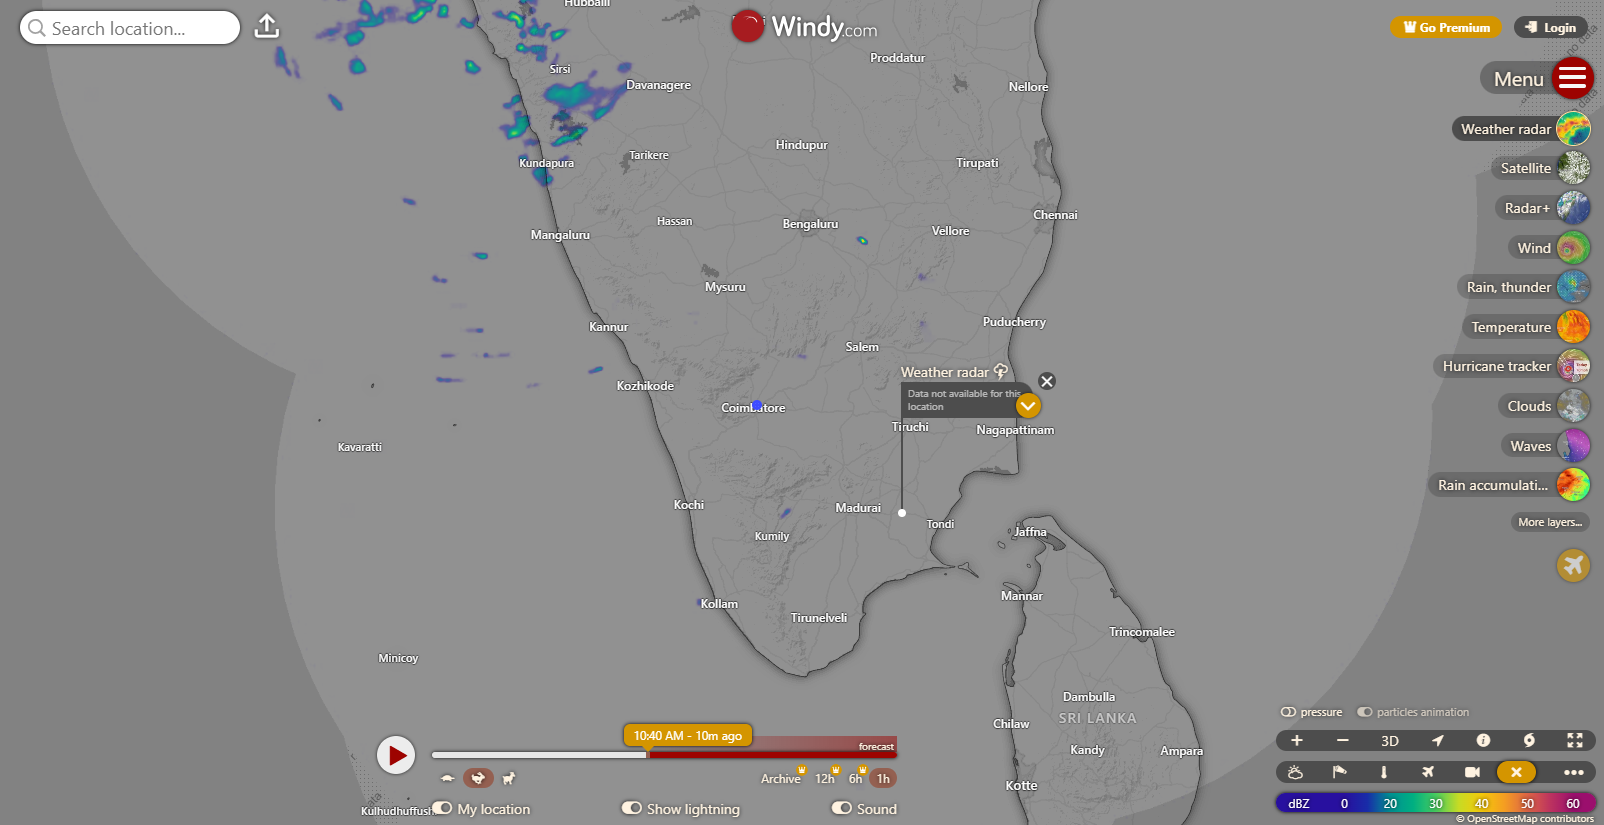 Search location...
Windy.com
Go Premium
Login
Menu
no data
data
Weather radar
Satellite
Radar+
Wind
Rain, thunder
Temperature
Hurricane tracker
Clouds
Waves
Rain accumulati...
More layers...
Hubballi
Sirsi
Davanagere
Proddatur
Nellore
Kundapura
Tarikere
Hindupur
Tirupati
Mangaluru
Hassan
Bengaluru
Vellore
Chennai
Mysuru
Kannur
Puducherry
Salem
Kozhikode
Coimbatore
Weather radar
Data not available for this
location
Tiruchi
Nagapattinam
Kavaratti
Kochi
Madurai
Tondi
Kumily
Jaffna
Kollam
Tirunelveli
Mannar
Trincomalee
Minicoy
Dambulla
SRI LANKA
Chilaw
Kandy
Ampara
Kotte
Kulhudhuffushi
data
10:40 AM - 10m ago
forecast
Archive
12h
6h
1h
My location
Show lightning
Sound
pressure
particles animation
3D
dBZ 0 20 30 40 50 60
© OpenStreetMap contributors